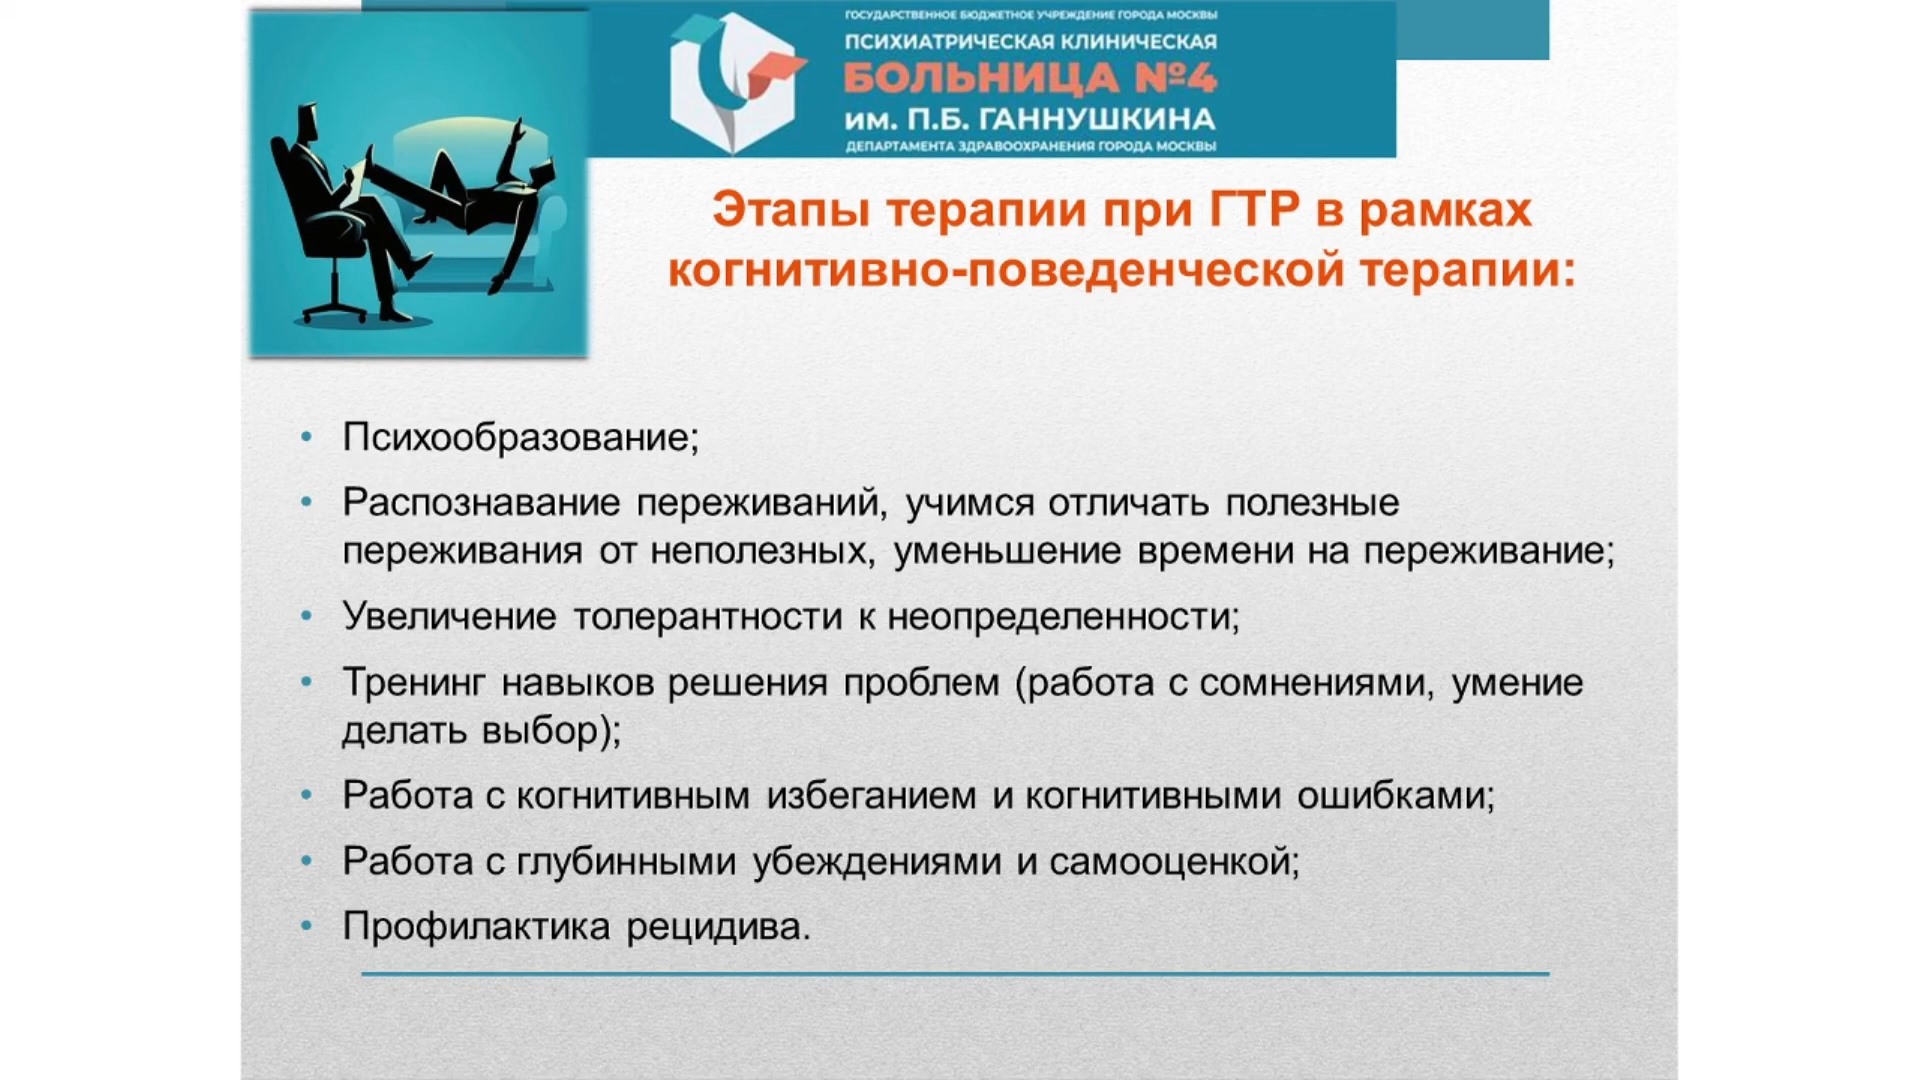 ГОСУДАРСТВЕННОЕ БЮДЖЕТНОЕ УЧРЕЖДЕНИЕ ГОРОДА МОСКВЫ
ПСИХИАТРИЧЕСКАЯ КЛИНИЧЕСКАЯ
БОЛЬНИЦА №4
им. П.Б. ГАННУШКИНА
ДЕПАРТАМЕНТА ЗДРАВООХРАНЕНИЯ ГОРОДА МОСКВЫ
Этапы терапии при ГТР в рамках
когнитивно-поведенческой терапии:
• Психообразование;
• Распознавание переживаний, учимся отличать полезные
переживания от неполезных, уменьшение времени на переживание;
• Увеличение толерантности к неопределенности;
• Тренинг навыков решения проблем (работа с сомнениями, умение
делать выбор);
• Работа с когнитивным избеганием и когнитивными ошибками;
• Работа с глубинными убеждениями и самооценкой;
• Профилактика рецидива.